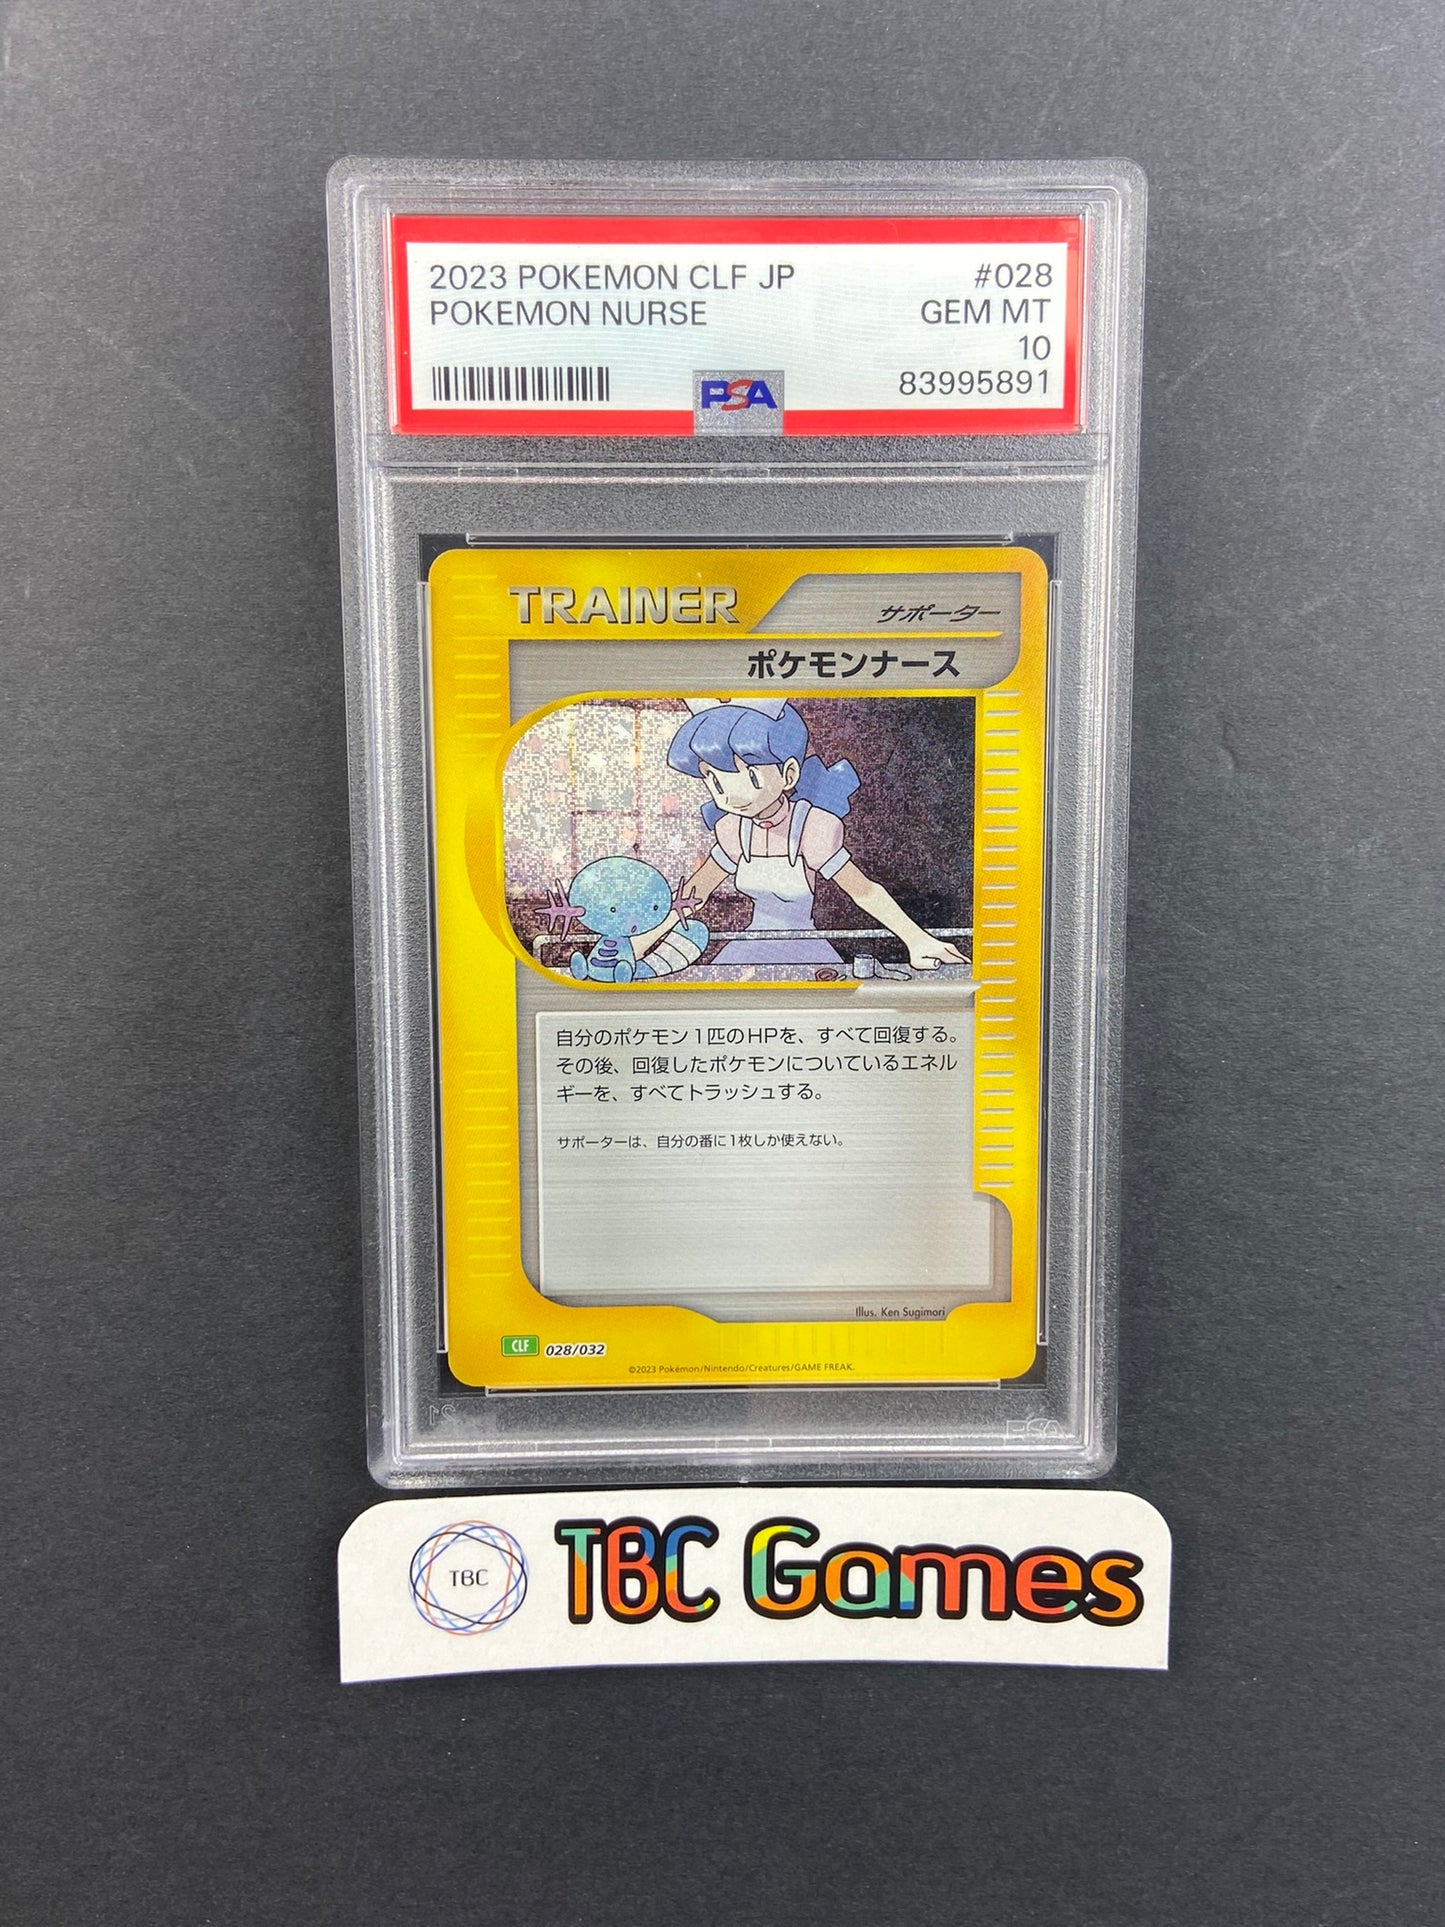 2023 POKEMON CLF JP #028
POKEMON NURSE GEM MT
10
PSA 83995891
TRAINER サポーター
ポケモンナース
自分のポケモン1匹のHPを、すべて回復する。
その後、回復したポケモンについているエネル
ギーを、すべてトラッシュする。
サポーターは、自分の番に1枚しか使えない。
Illus. Ken Sugimori
CLF 028/032
©2023 Pokémon/Nintendo/Creatures/GAME FREAK.
PSA
TBC TBC Games